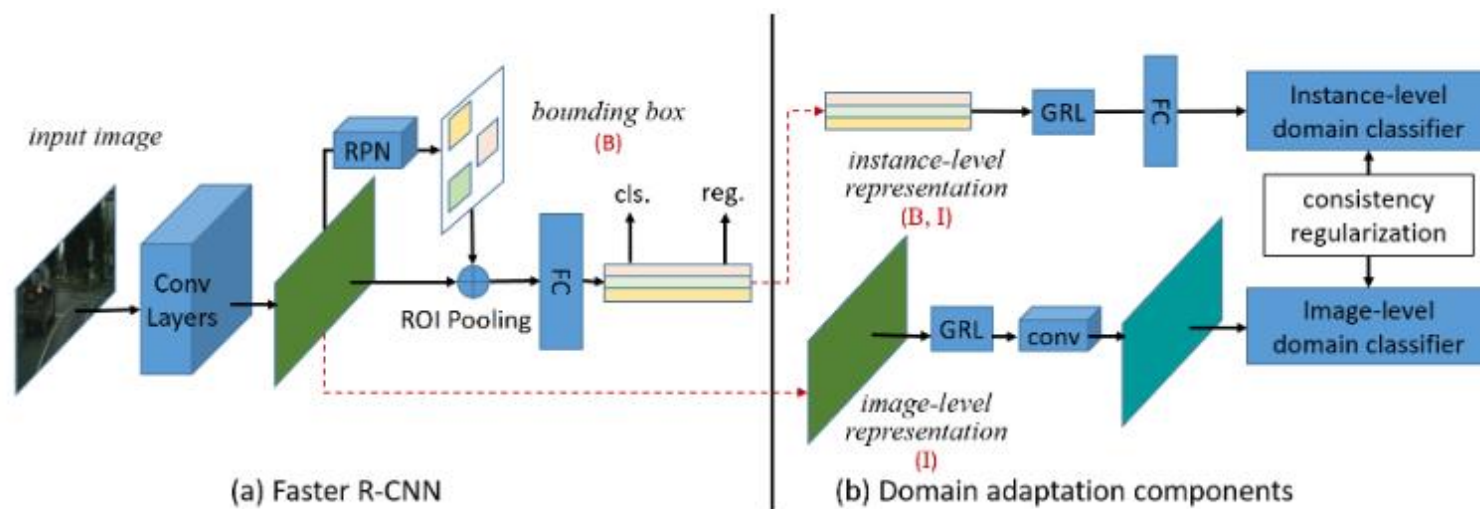 input image
Conv
Layers
RPN
bounding box
(B)
ROI Pooling
FC
cls.
reg.
(a) Faster R-CNN
instance-level
representation
(B, I)
GRL
FC
Instance-level
domain classifier
consistency
regularization
image-level
representation
(I)
GRL
conv
Image-level
domain classifier
(b) Domain adaptation components